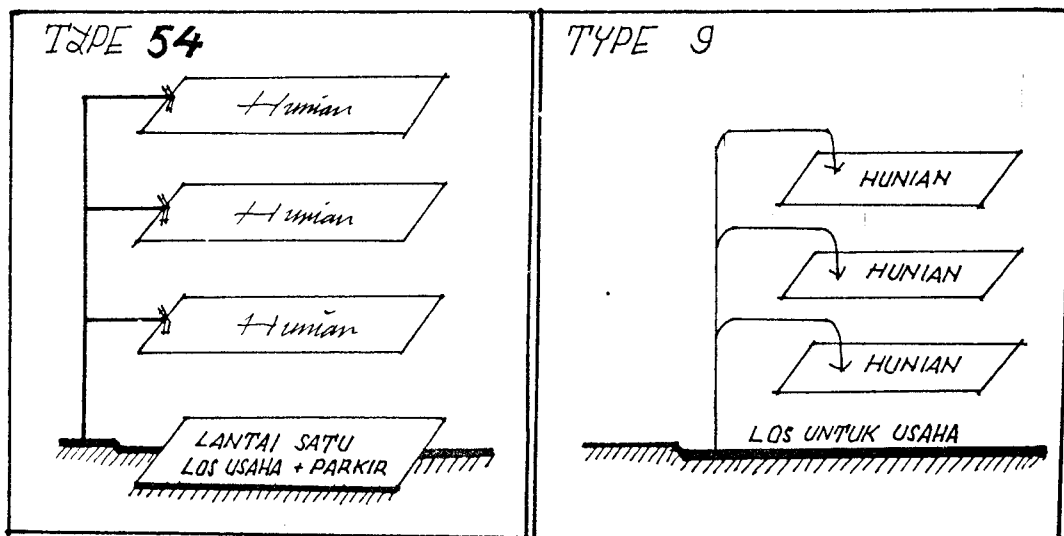 TYPE 54
Hunian
Hunian
Hunian
LANTAI SATU
LOS USAHA + PARKIR
TYPE 9
HUNIAN
HUNIAN
HUNIAN
LOS UNTUK USAHA